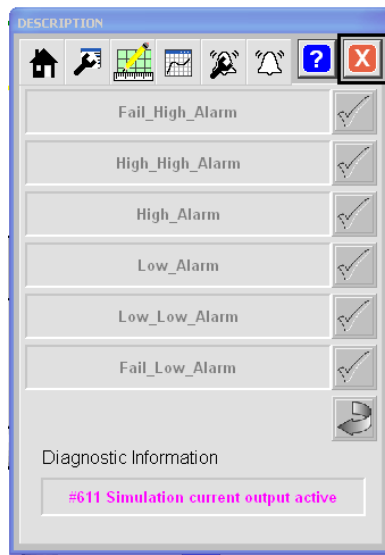 DESCRIPTION
?
X
Fail_High_Alarm
High_High_Alarm
High_Alarm
Low_Alarm
Low_Low_Alarm
Fail_Low_Alarm
Diagnostic Information
#611 Simulation current output active